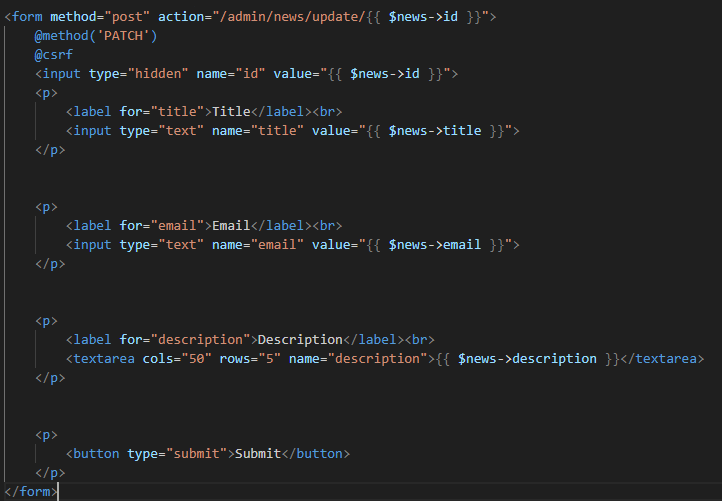 <form method="post" action="/admin/news/update/{{ $news->id }}">
@method('PATCH')
@csrf
<input type="hidden" name="id" value="{{ $news->id }}">
<p>
<label for="title">Title</label><br>
<input type="text" name="title" value="{{ $news->title }}">
</p>
<p>
<label for="email">Email</label><br>
<input type="text" name="email" value="{{ $news->email }}">
</p>
<p>
<label for="description">Description</label><br>
<textarea cols="50" rows="5" name="description">{{ $news->description }}</textarea>
</p>
<p>
<button type="submit">Submit</button>
</p>
</form>